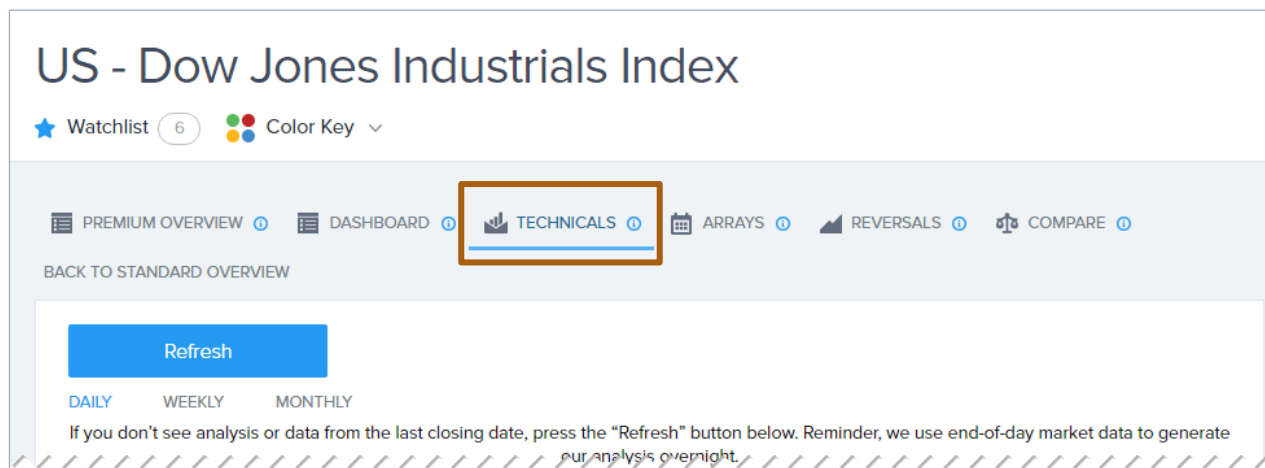 US - Dow Jones Industrials Index
Watchlist 6 Color Key
PREMIUM OVERVIEW DASHBOARD TECHNICALS ARRAYS REVERSALS COMPARE
BACK TO STANDARD OVERVIEW
Refresh
DAILY WEEKLY MONTHLY
If you don't see analysis or data from the last closing date, press the “Refresh” button below. Reminder, we use end-of-day market data to generate
our analysis overnight.